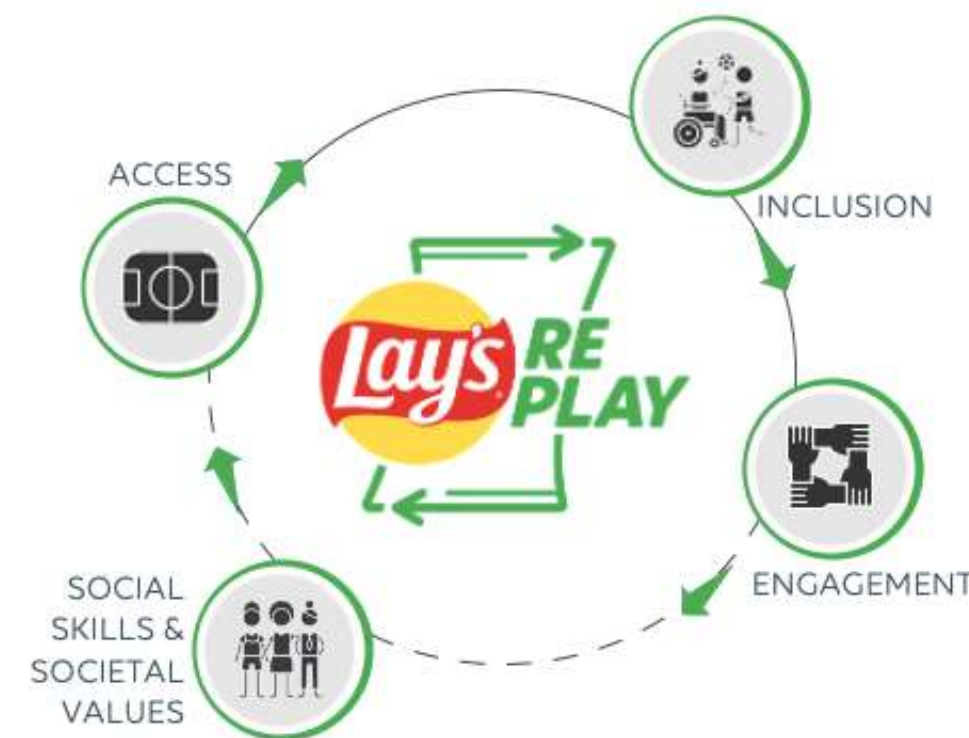 ACCESS
INCLUSION
Lay's
RE
PLAY
ENGAGEMENT
SOCIAL
SKILLS &
SOCIETAL
VALUES